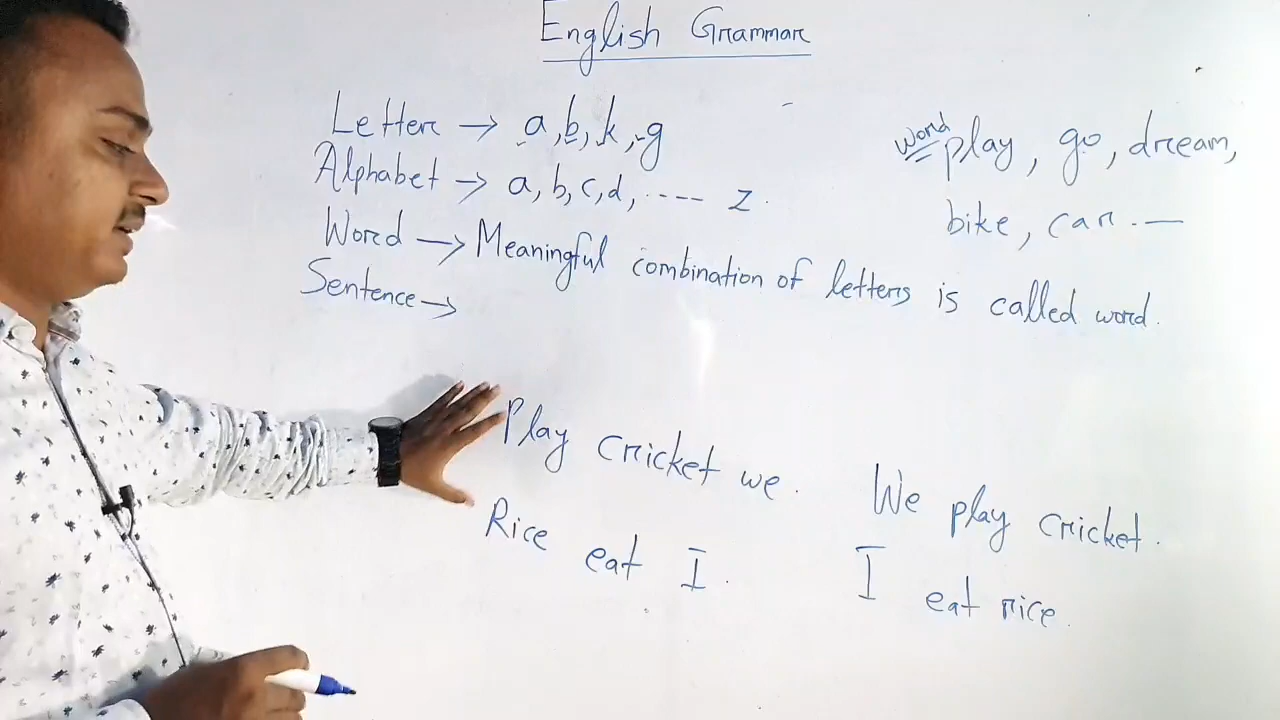 English Grammar
Letter → a, b, k, g
Alphabet → a, b, c, d, ---- z.
Word → Meaningful combination of letters is called word.
Sentence →
word play, go, dream,
bike, car. —
Play cricket we.
Rice eat I.
We play cricket.
I eat rice.